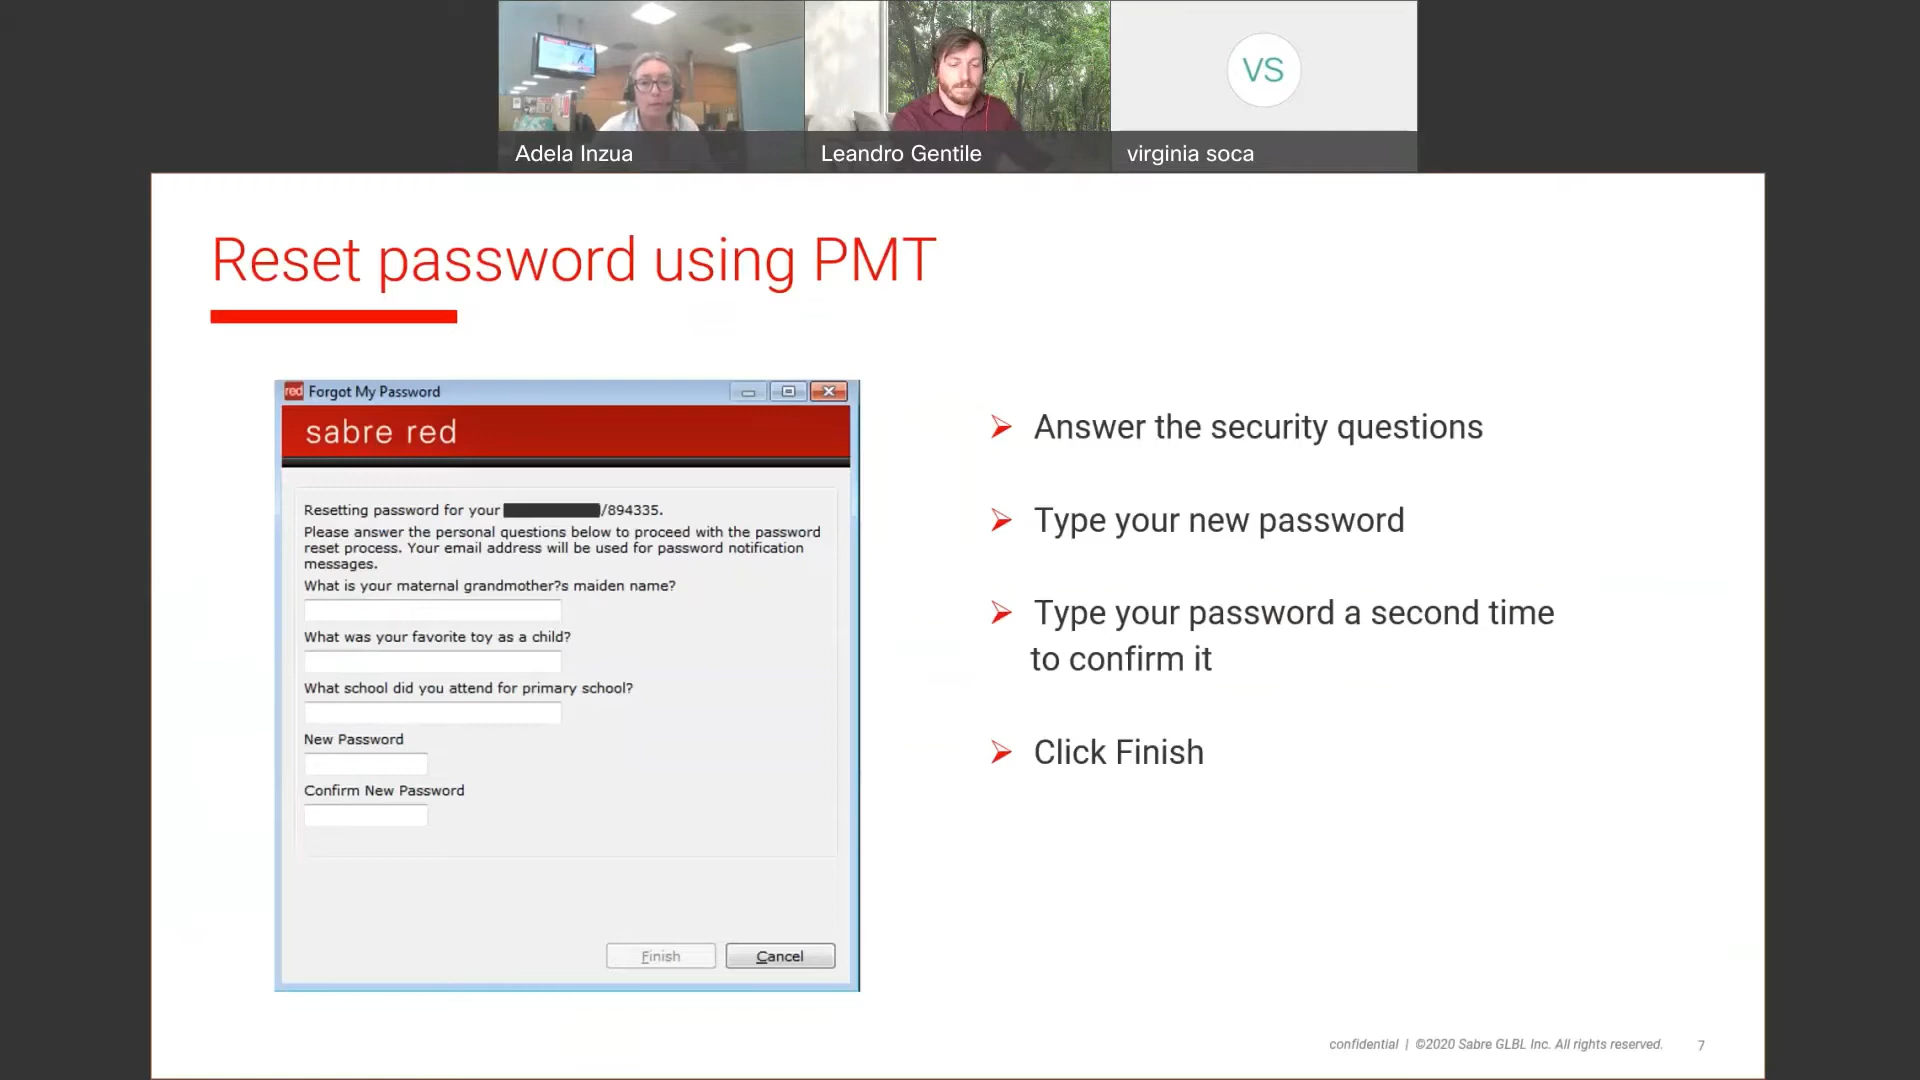 Adela Inzua
Leandro Gentile
VS
virginia soca
Reset password using PMT
red Forgot My Password
sabre red
Resetting password for your /894335.
Please answer the personal questions below to proceed with the password
reset process. Your email address will be used for password notification
messages.
What is your maternal grandmother?s maiden name?
What was your favorite toy as a child?
What school did you attend for primary school?
New Password
Confirm New Password
Finish Cancel
Answer the security questions
Type your new password
Type your password a second time
to confirm it
Click Finish
confidential | ©2020 Sabre GLBL Inc. All rights reserved. 7